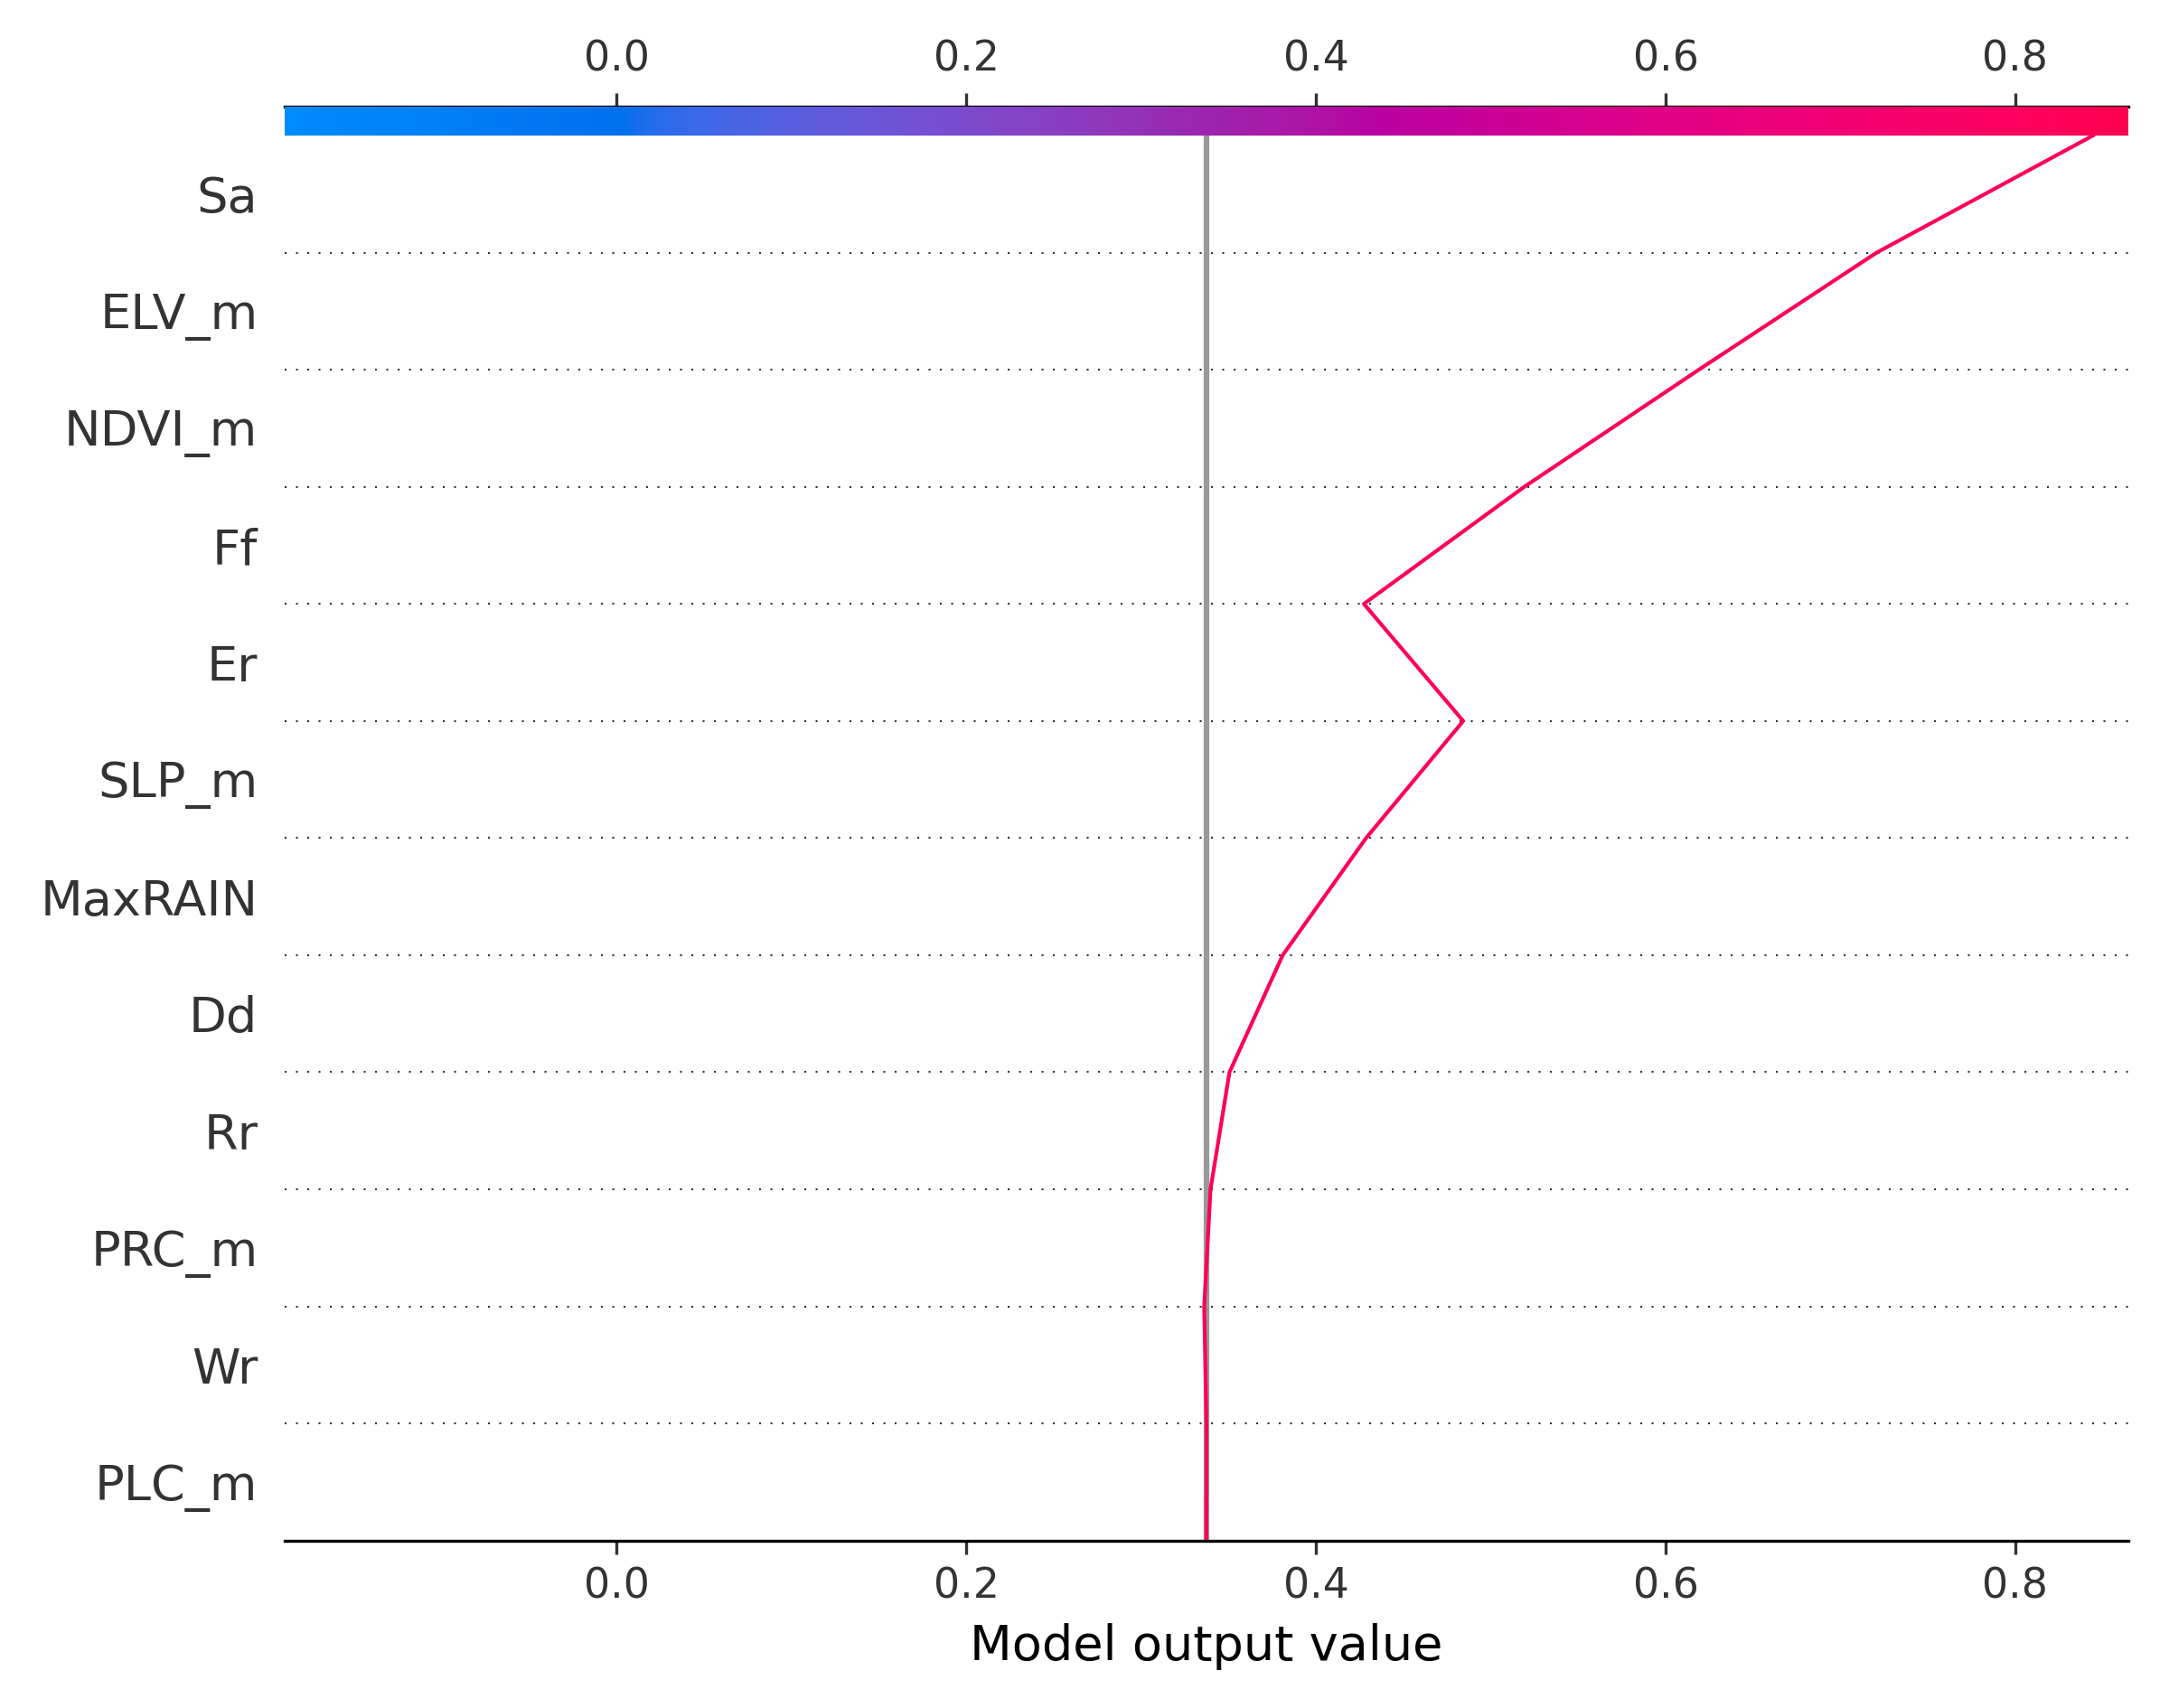 0.0 0.2 0.4 0.6 0.8
Sa
ELV_m
NDVI_m
Ff
Er
SLP_m
MaxRAIN
Dd
Rr
PRC_m
Wr
PLC_m
0.0 0.2 0.4 0.6 0.8
Model output value